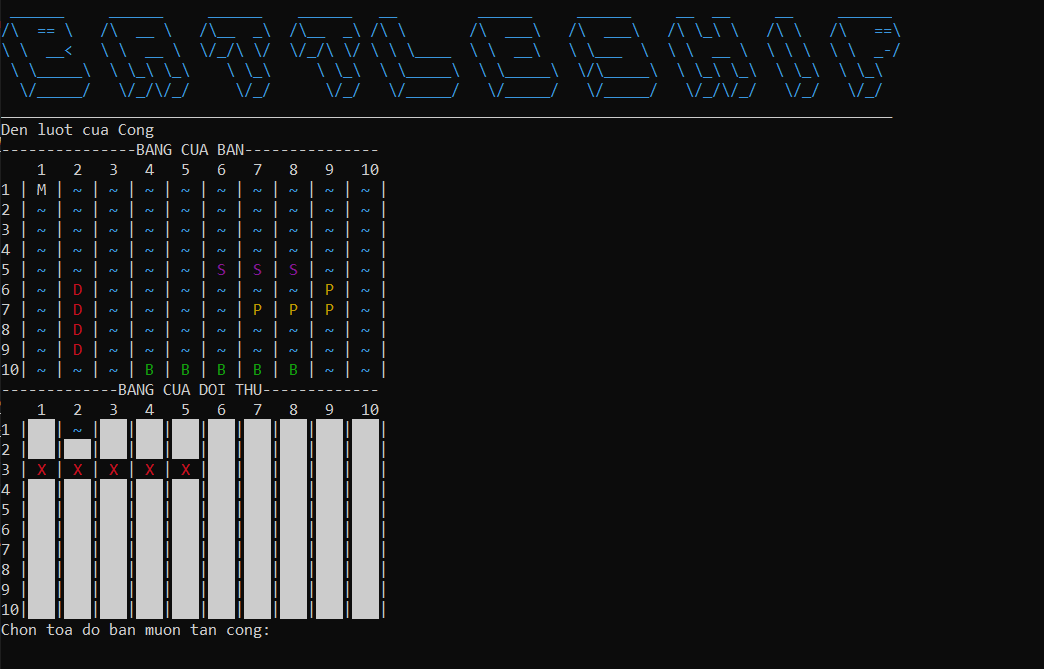 BATTLESHIP
Den luot cua Cong
---------------BANG CUA BAN---------------
    1   2   3   4   5   6   7   8   9   10
1 | M | ~ | ~ | ~ | ~ | ~ | ~ | ~ | ~ | ~ |
2 | ~ | ~ | ~ | ~ | ~ | ~ | ~ | ~ | ~ | ~ |
3 | ~ | ~ | ~ | ~ | ~ | ~ | ~ | ~ | ~ | ~ |
4 | ~ | ~ | ~ | ~ | ~ | ~ | ~ | ~ | ~ | ~ |
5 | ~ | ~ | ~ | ~ | ~ | S | S | S | ~ | ~ |
6 | ~ | D | ~ | ~ | ~ | ~ | ~ | ~ | P | ~ |
7 | ~ | D | ~ | ~ | ~ | ~ | P | P | P | ~ |
8 | ~ | D | ~ | ~ | ~ | ~ | ~ | ~ | ~ | ~ |
9 | ~ | D | ~ | ~ | ~ | ~ | ~ | ~ | ~ | ~ |
10| ~ | ~ | ~ | B | B | B | B | B | ~ | ~ |
-------------BANG CUA DOI THU-------------
    1   2   3   4   5   6   7   8   9   10
1 |   | ~ |   |   |   |   |   |   |   |   |
2 |   |   |   |   |   |   |   |   |   |   |
3 | X | X | X | X | X |   |   |   |   |   |
4 |   |   |   |   |   |   |   |   |   |   |
5 |   |   |   |   |   |   |   |   |   |   |
6 |   |   |   |   |   |   |   |   |   |   |
7 |   |   |   |   |   |   |   |   |   |   |
8 |   |   |   |   |   |   |   |   |   |   |
9 |   |   |   |   |   |   |   |   |   |   |
10|   |   |   |   |   |   |   |   |   |   |
Chon toa do ban muon tan cong: